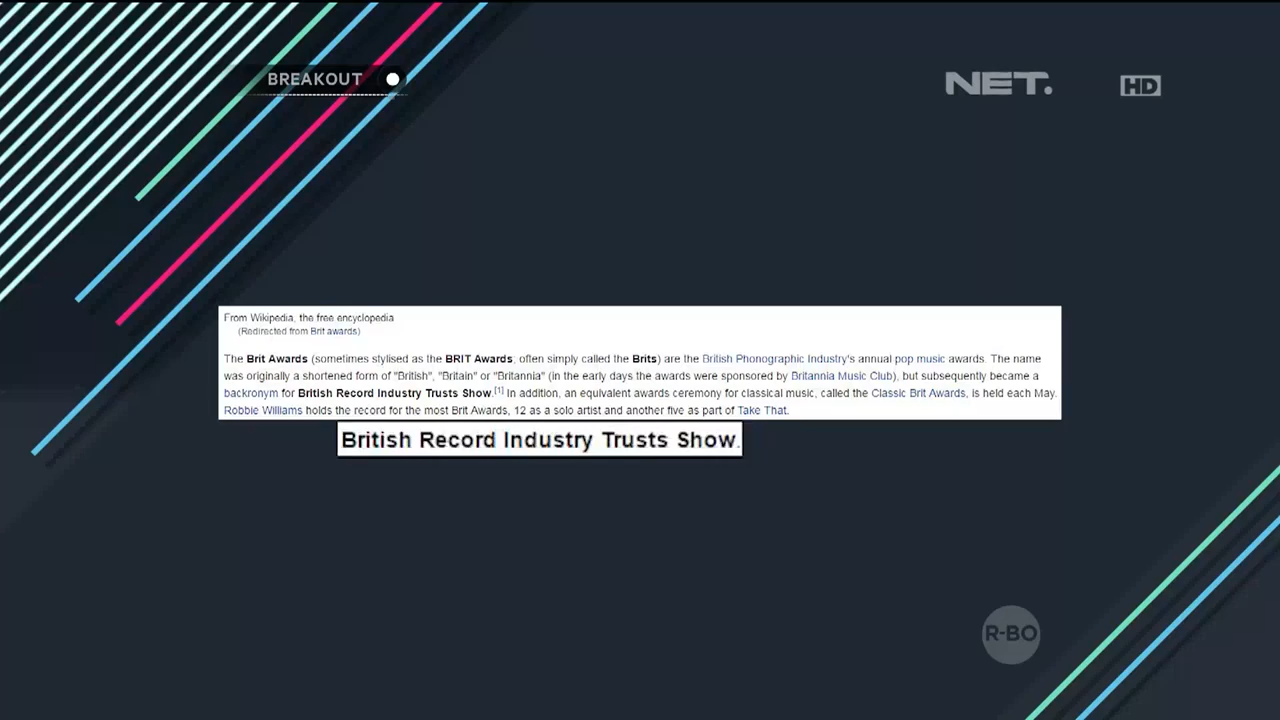 BREAKOUT
NET.
HD
From Wikipedia, the free encyclopedia
(Redirected from Brit awards)
The Brit Awards (sometimes stylised as the BRIT Awards; often simply called the Brits) are the British Phonographic Industry's annual pop music awards. The name
was originally a shortened form of "British", "Britain" or "Britannia" (in the early days the awards were sponsored by Britannia Music Club), but subsequently became a
backronym for British Record Industry Trusts Show.[1] In addition, an equivalent awards ceremony for classical music, called the Classic Brit Awards, is held each May.
Robbie Williams holds the record for the most Brit Awards, 12 as a solo artist and another five as part of Take That.
British Record Industry Trusts Show.
R-BO